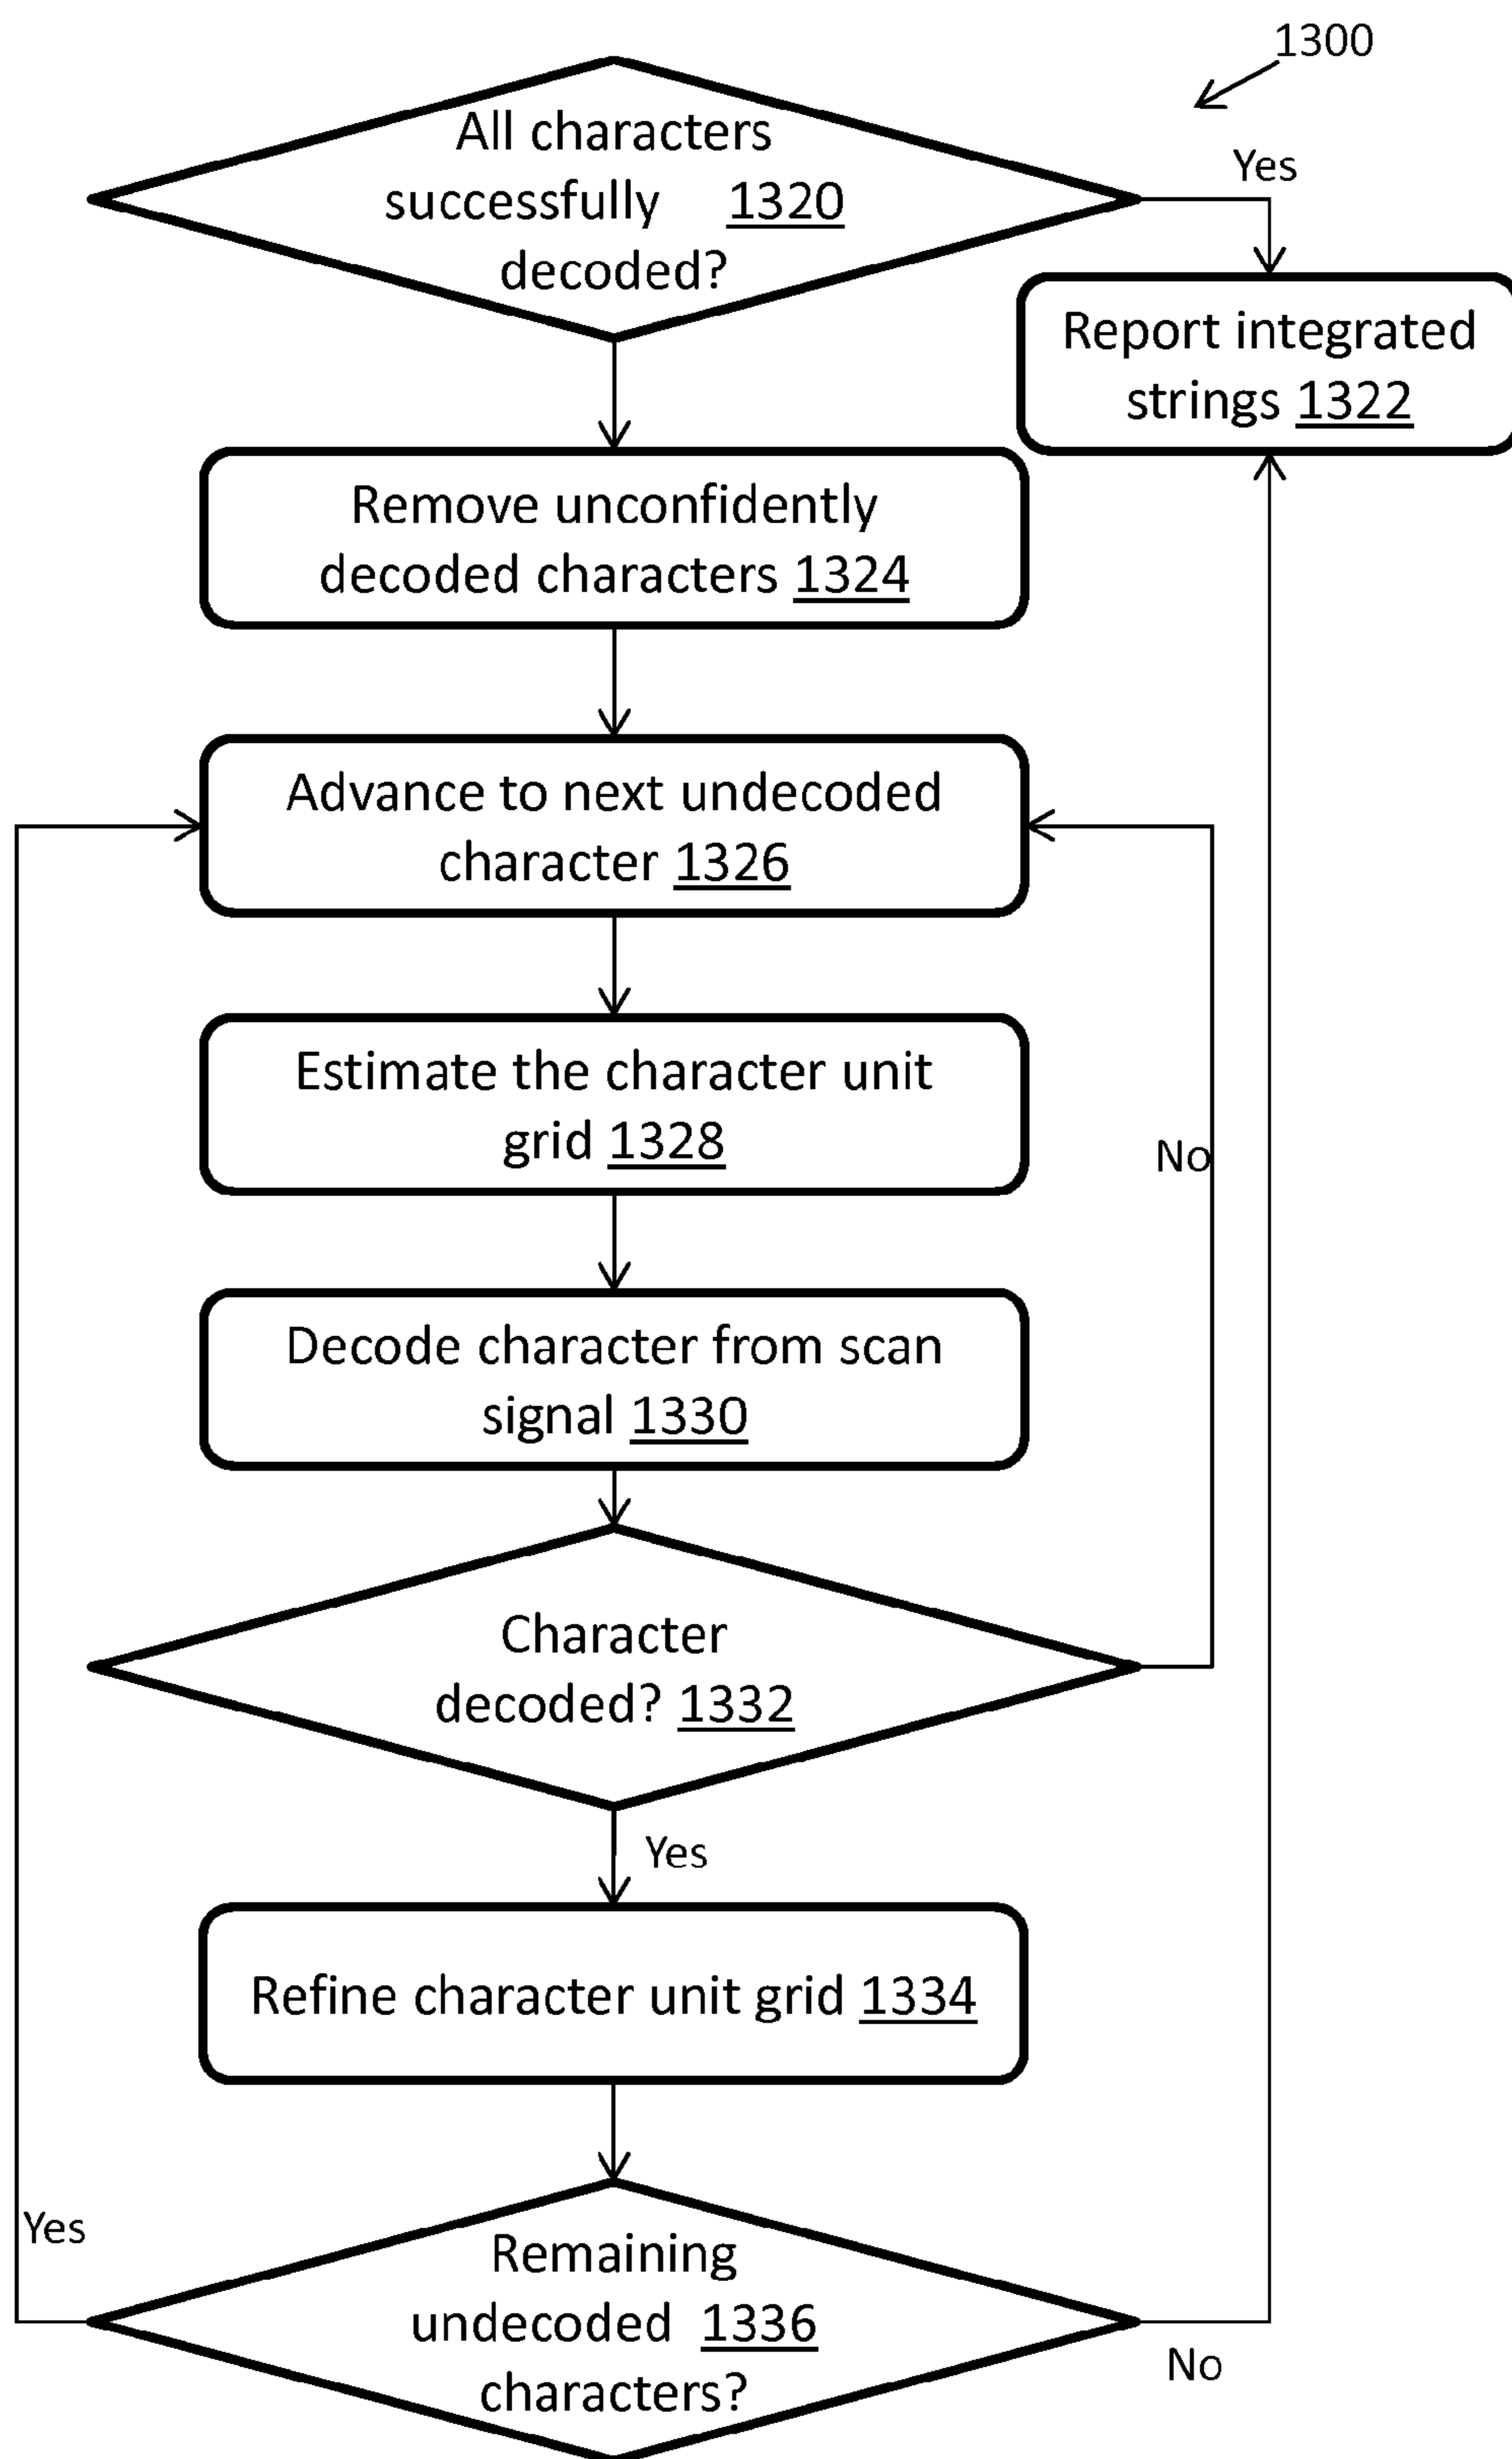 1300
All characters
successfully 1320
decoded?
Yes
Report integrated
strings 1322
Remove unconfidently
decoded characters 1324
Advance to next undecoded
character 1326
Estimate the character unit
grid 1328
No
Decode character from scan
signal 1330
Character
decoded? 1332
Yes
Refine character unit grid 1334
Yes
Remaining
undecoded 1336
characters?
No